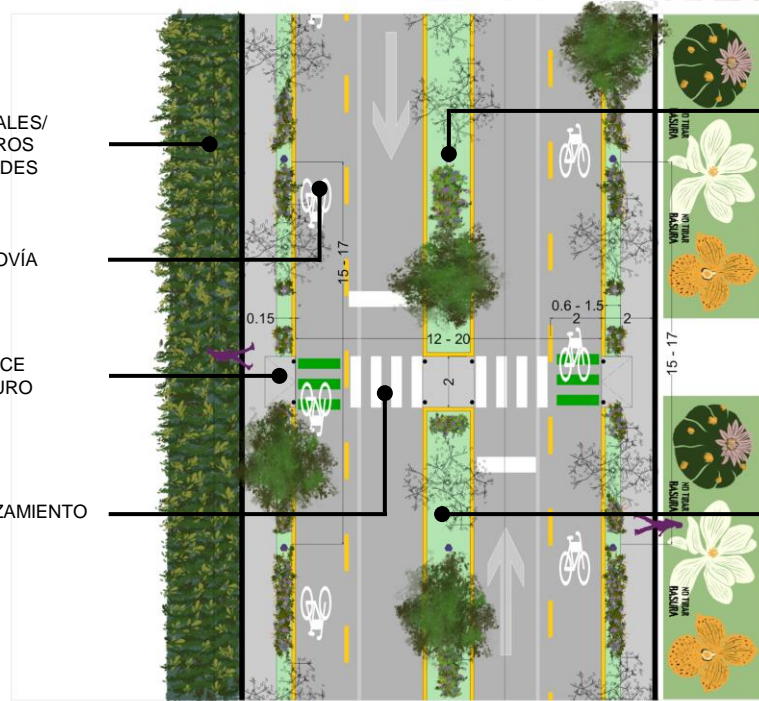 ALES/
ROS
DES
OVÍA
CE
URO
ZAMIENTO
15 - 17
0.15
12 - 20
2
0.6 - 1.5
2
2
15 - 17
NO TIRAR
BASURA
NO TIRAR
BASURA
NO TIRAR
BASURA
NO TIRAR
BASURA